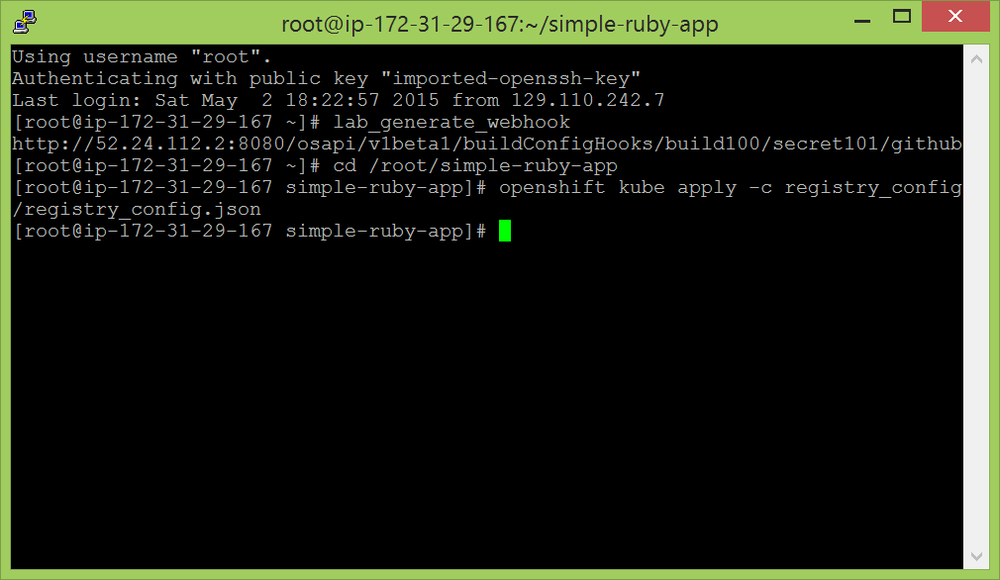 root@ip-172-31-29-167:~/simple-ruby-app
Using username "root".
Authenticating with public key "imported-openssh-key"
Last login: Sat May  2 18:22:57 2015 from 129.110.242.7
[root@ip-172-31-29-167 ~]# lab_generate_webhook
http://52.24.112.2:8080/osapi/v1beta1/buildConfigHooks/build100/secret101/github
[root@ip-172-31-29-167 ~]# cd /root/simple-ruby-app
[root@ip-172-31-29-167 simple-ruby-app]# openshift kube apply -c registry_config
/registry_config.json
[root@ip-172-31-29-167 simple-ruby-app]#